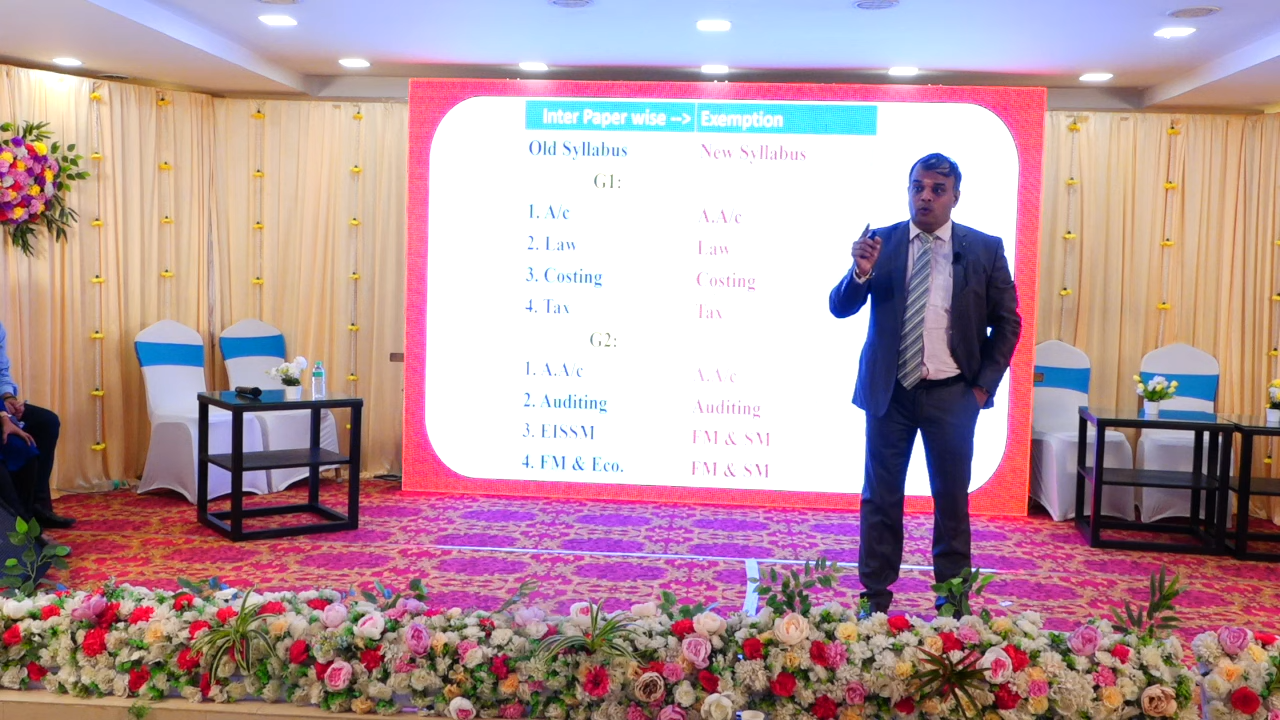 Inter Paper wise --> Exemption
Old Syllabus New Syllabus
G1:
1. A/c A.A/c
2. Law Law
3. Costing Costing
4. Tax Tax
G2:
1. A.A/c A.A/c
2. Auditing Auditing
3. EISSM FM & SM
4. FM & Eco. FM & SM